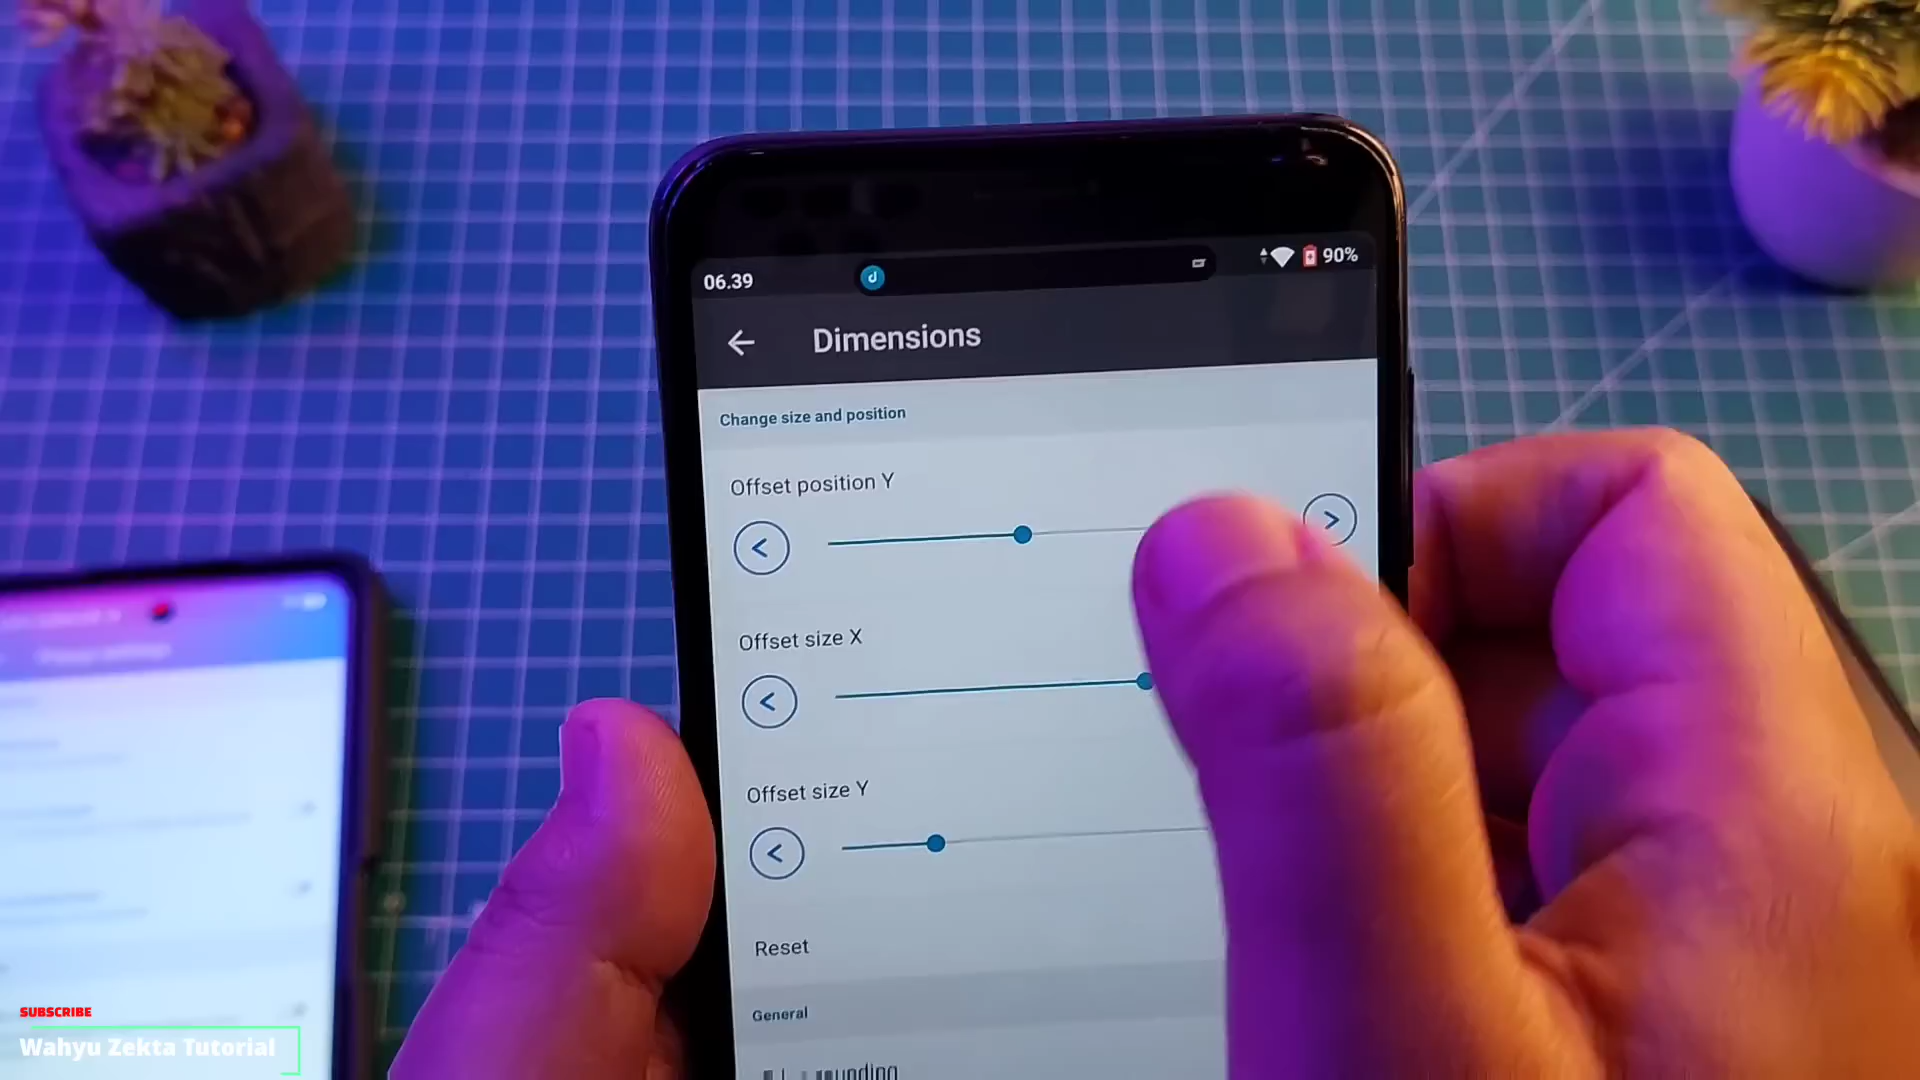 06.39
90%
Dimensions
Change size and position
Offset position Y
Offset size X
Offset size Y
Reset
General
SUBSCRIBE
Wahyu Zekta Tutorial